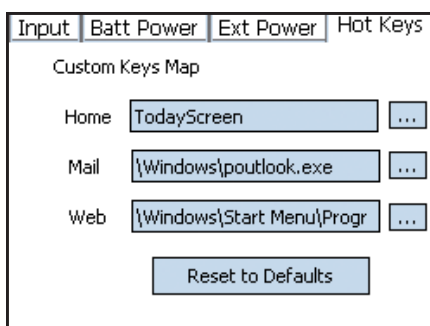 Input Batt Power Ext Power Hot Keys
Custom Keys Map
Home TodayScreen ...
Mail \Windows\poutlook.exe ...
Web \Windows\Start Menu\Progr ...
Reset to Defaults